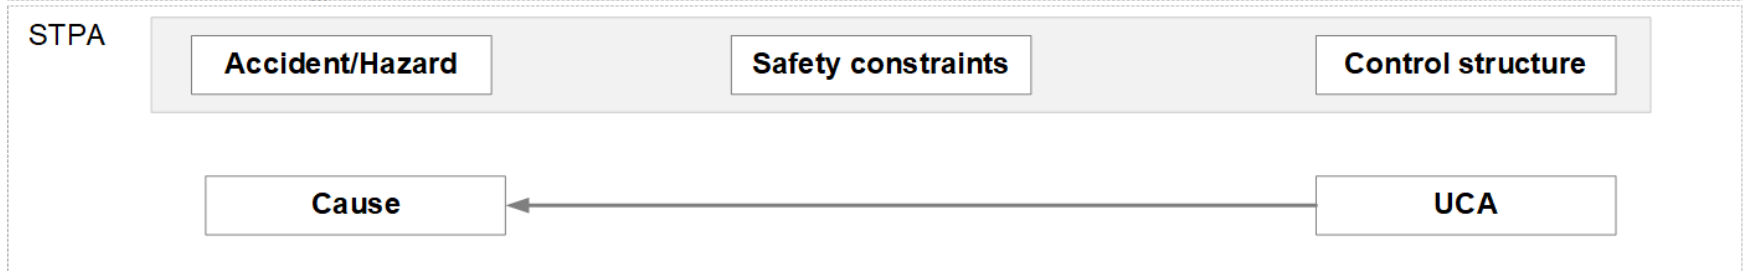 STPA
Accident/Hazard
Safety constraints
Control structure
Cause
UCA